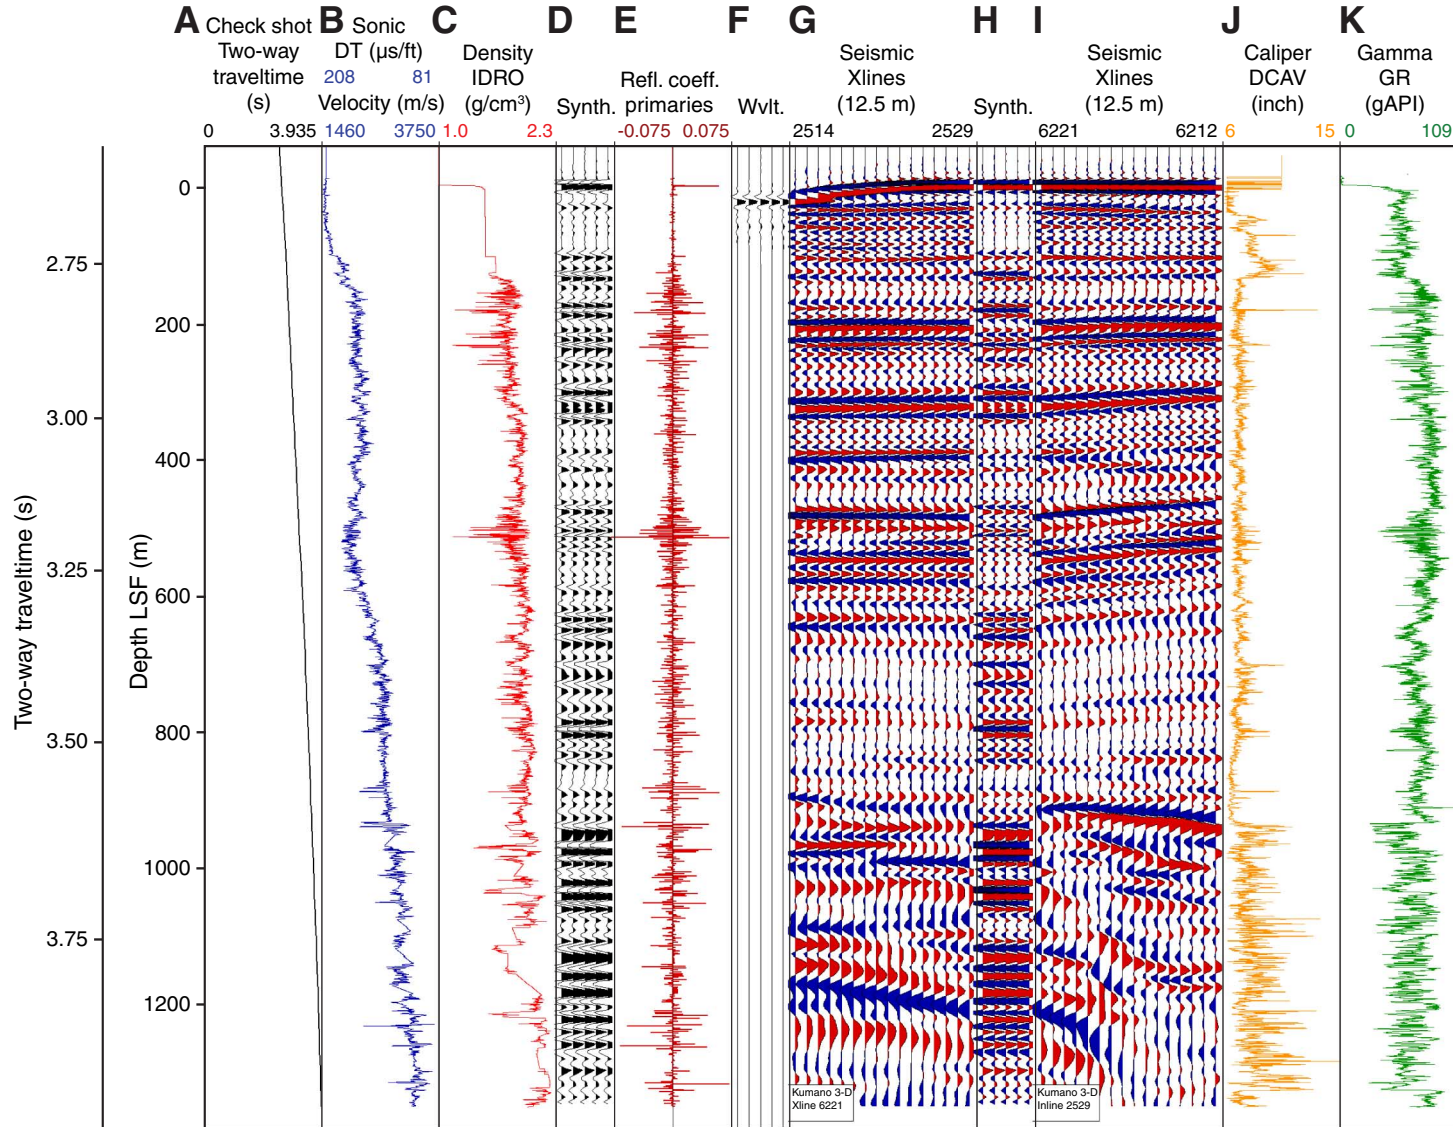 A Check shot
Two-way
traveltime
(s)
0 3.935
B Sonic
DT (µs/ft)
208 81
Velocity (m/s)
1460 3750
C
Density
IDRO
(g/cm³)
1.0 2.3
D
Synth.
E
Refl. coeff.
primaries
-0.075 0.075
F
Wvlt.
G
Seismic
Xlines
(12.5 m)
2514 2529
H
Synth.
I
Seismic
Xlines
(12.5 m)
6221 6212
J
Caliper
DCAV
(inch)
6 15
K
Gamma
GR
(gAPI)
0 109
Two-way traveltime (s)
2.75
3.00
3.25
3.50
3.75
Depth LSF (m)
0
200
400
600
800
1000
1200
Kumano 3-D
Xline 6221
Kumano 3-D
Inline 2529